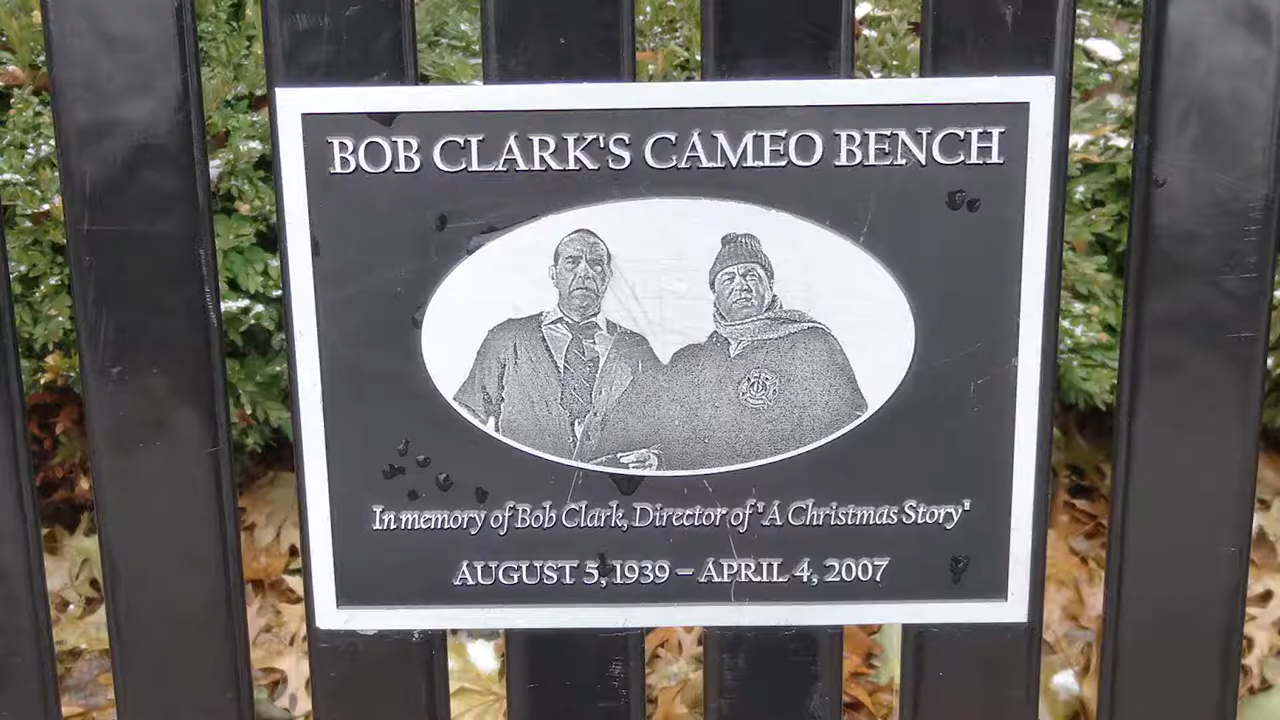 BOB CLARK'S CAMEO BENCH
In memory of Bob Clark, Director of "A Christmas Story"
AUGUST 5, 1939 – APRIL 4, 2007